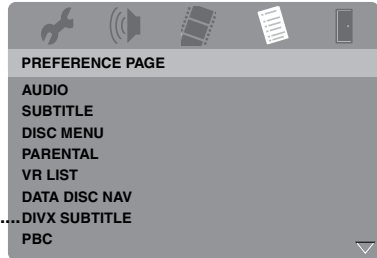 PREFERENCE PAGE
AUDIO
SUBTITLE
DISC MENU
PARENTAL
VR LIST
DATA DISC NAV
....DIVX SUBTITLE
PBC